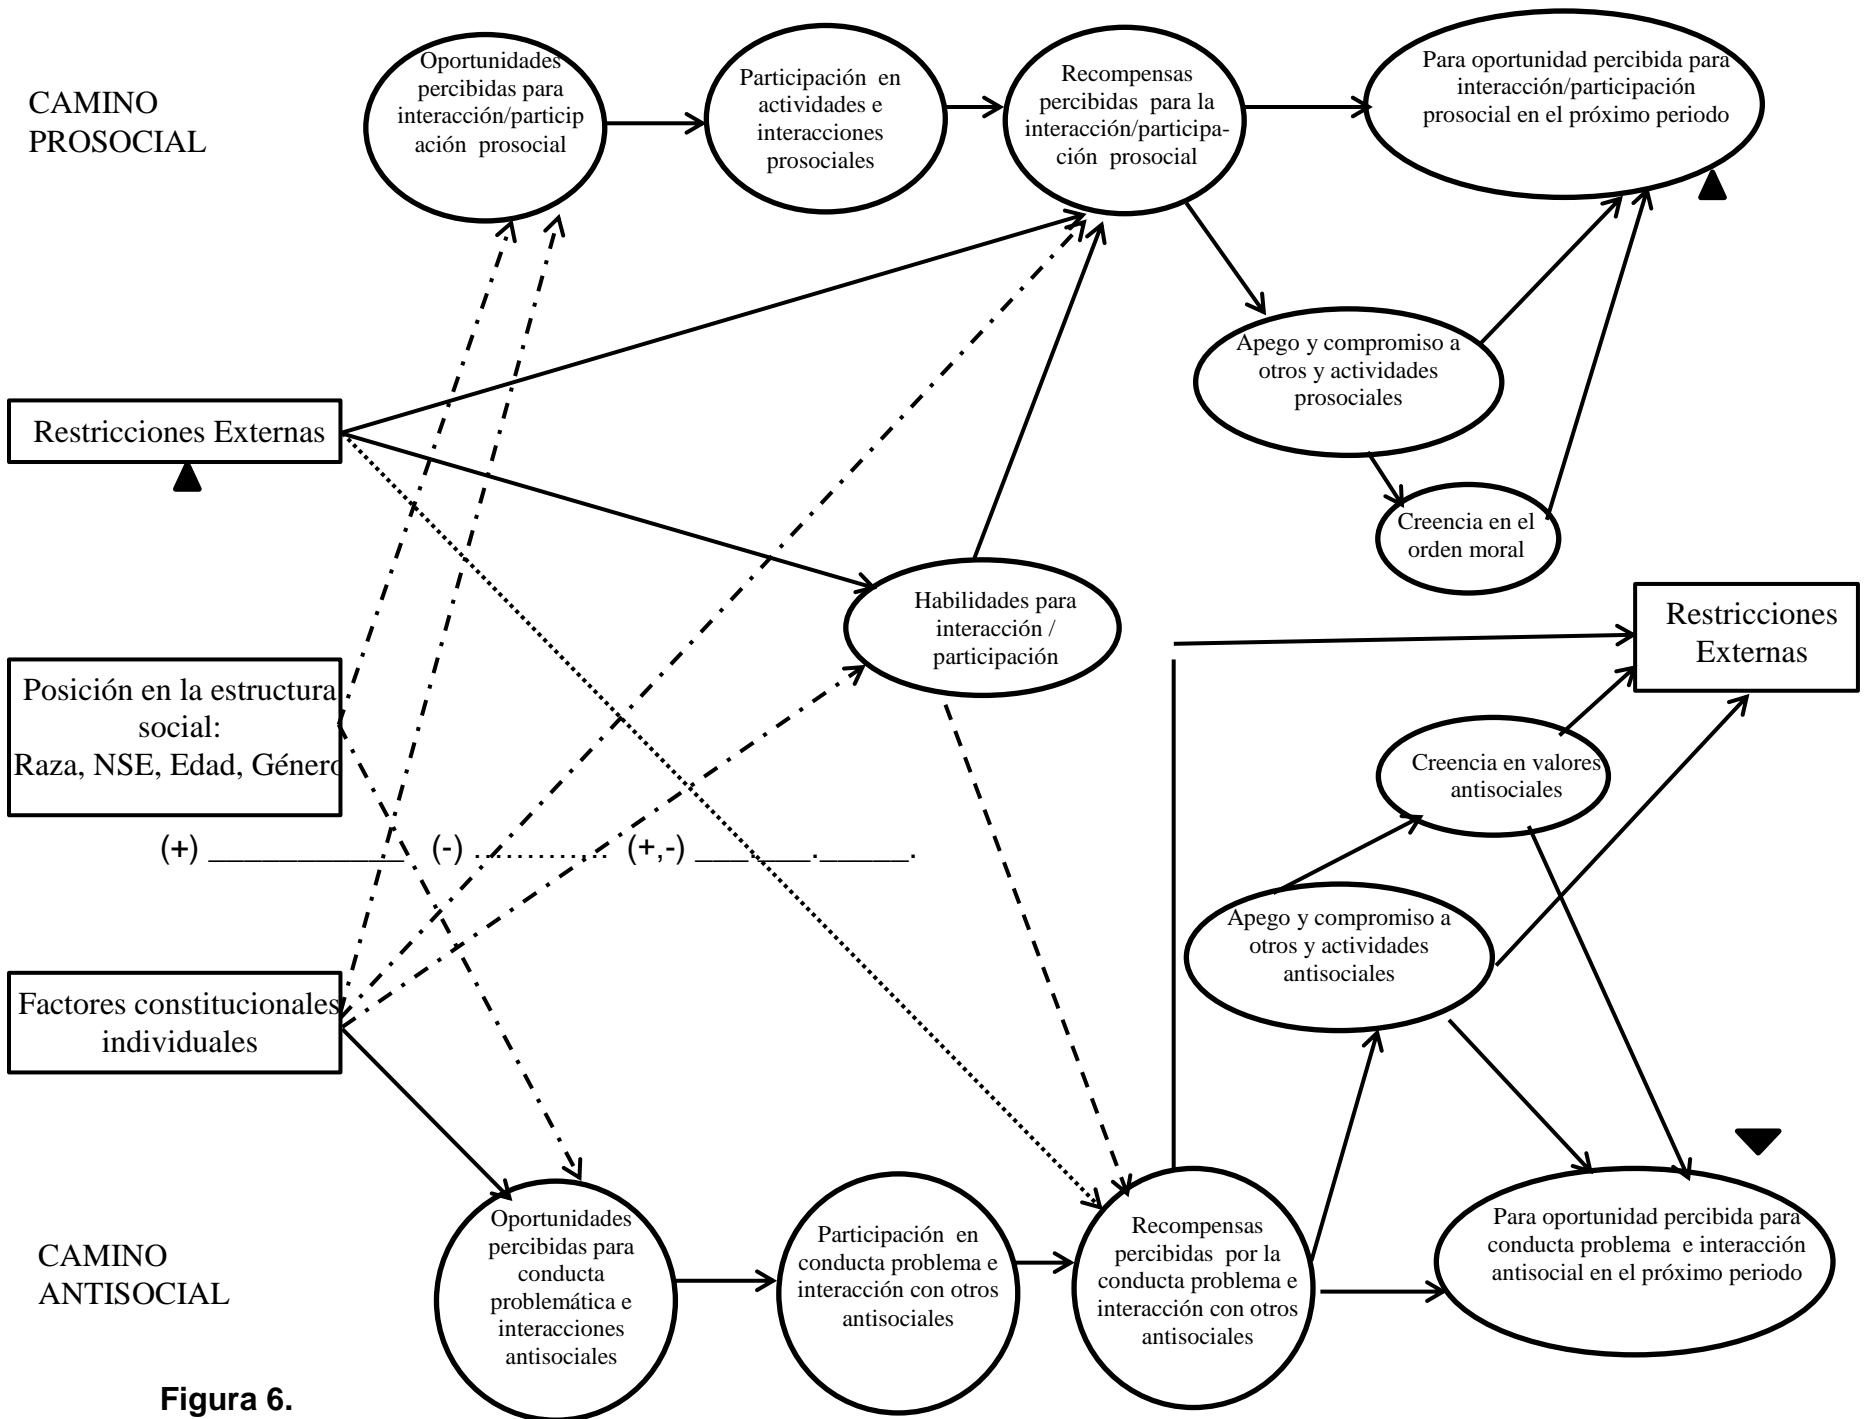 CAMINO
PROSOCIAL
Oportunidades
percibidas para
interacción/particip
ación prosocial
Participación en
actividades e
interacciones
prosociales
Recompensas
percibidas para la
interacción/participa-
ción prosocial
Para oportunidad percibida para
interacción/participación
prosocial en el próximo periodo
Apego y compromiso a
otros y actividades
prosociales
Restricciones Externas
Creencia en el
orden moral
Habilidades para
interacción /
participación
Restricciones
Externas
Posición en la estructura
social:
Raza, NSE, Edad, Género
Creencia en valores
antisociales
(+) ___________ (-) .............. (+,-) ___.___._____.
Apego y compromiso a
otros y actividades
antisociales
Factores constitucionales
individuales
CAMINO
ANTISOCIAL
Oportunidades
percibidas para
conducta
problemática e
interacciones
antisociales
Participación en
conducta problema e
interacción con otros
antisociales
Recompensas
percibidas por la
conducta problema e
interacción con otros
antisociales
Para oportunidad percibida para
conducta problema e interacción
antisocial en el próximo periodo
Figura 6.